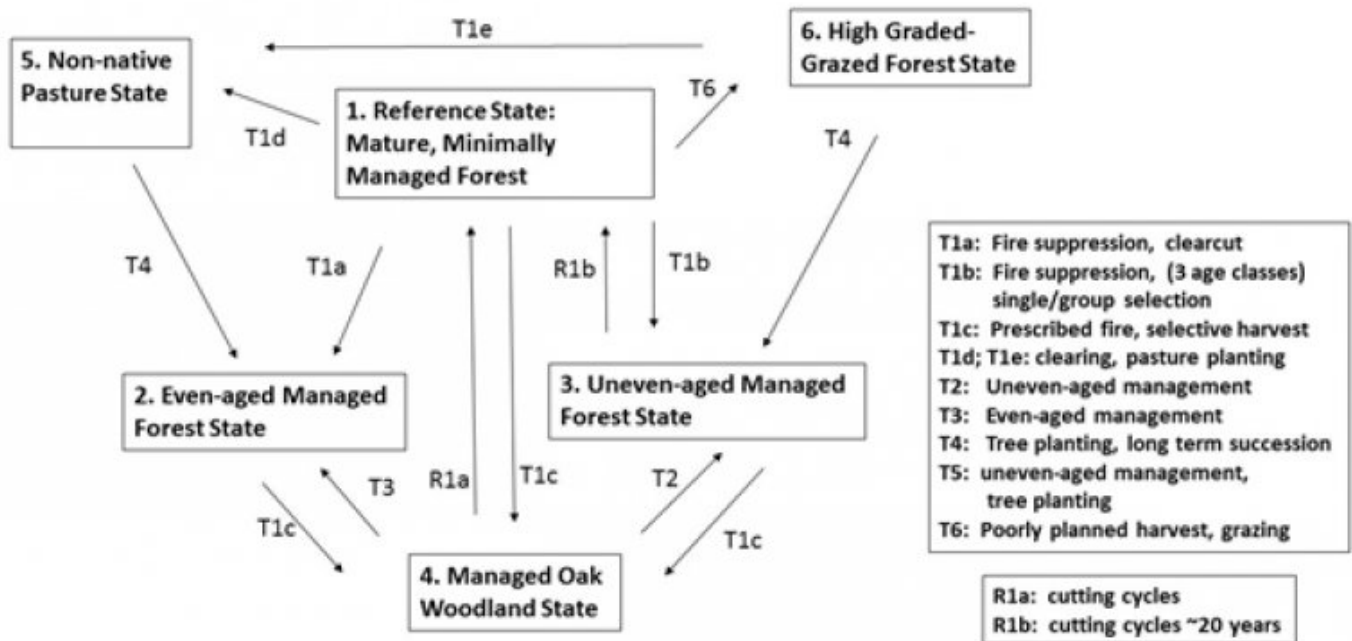 T1e
6. High Graded-
Grazed Forest State
5. Non-native
Pasture State
T1d
1. Reference State:
Mature, Minimally
Managed Forest
T6
T4
T4
T1a
R1b
T1b
2. Even-aged Managed
Forest State
3. Uneven-aged Managed
Forest State
T1c
T3
R1a
T1c
T2
T1c
4. Managed Oak
Woodland State
T1a: Fire suppression, clearcut
T1b: Fire suppression, (3 age classes)
single/group selection
T1c: Prescribed fire, selective harvest
T1d; T1e: clearing, pasture planting
T2: Uneven-aged management
T3: Even-aged management
T4: Tree planting, long term succession
T5: uneven-aged management,
tree planting
T6: Poorly planned harvest, grazing
R1a: cutting cycles
R1b: cutting cycles ~20 years